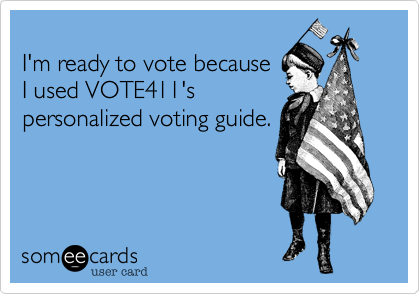 I'm ready to vote because
I used VOTE411's
personalized voting guide.
someecards
user card